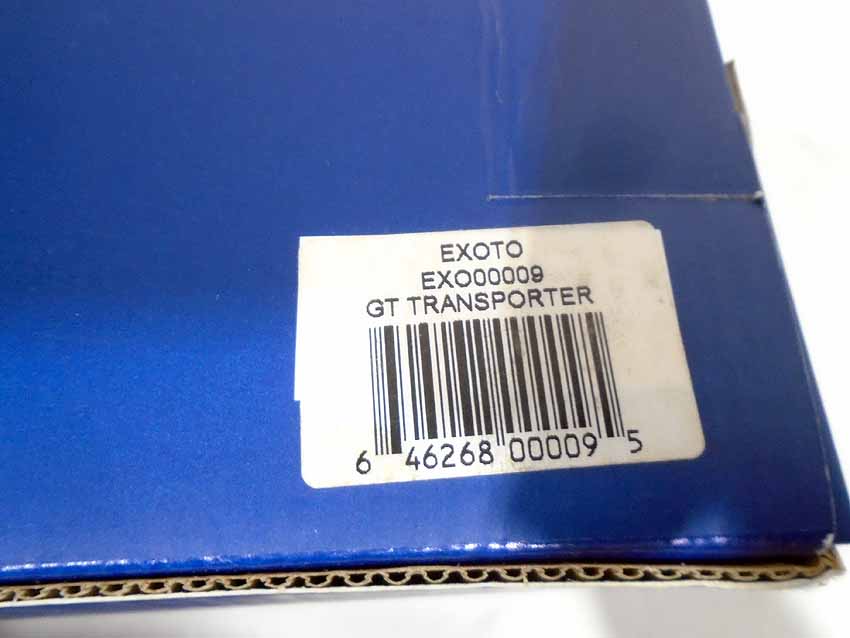 EXOTO
EXO00009
GT TRANSPORTER
6 46268 00009 5